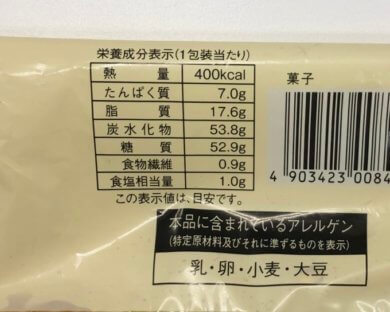 栄養成分表示(1包装当たり)
熱量 400kcal
たんぱく質 7.0g
脂質 17.6g
炭水化物 53.8g
糖質 52.9g
食物繊維 0.9g
食塩相当量 1.0g
この表示値は、目安です。
菓子
4 903423 0084
本品に含まれているアレルゲン
(特定原材料及びそれに準ずるものを表示)
乳・卵・小麦・大豆